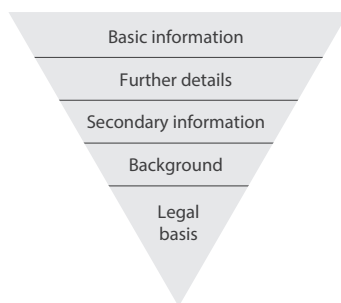 Basic information
Further details
Secondary information
Background
Legal
basis